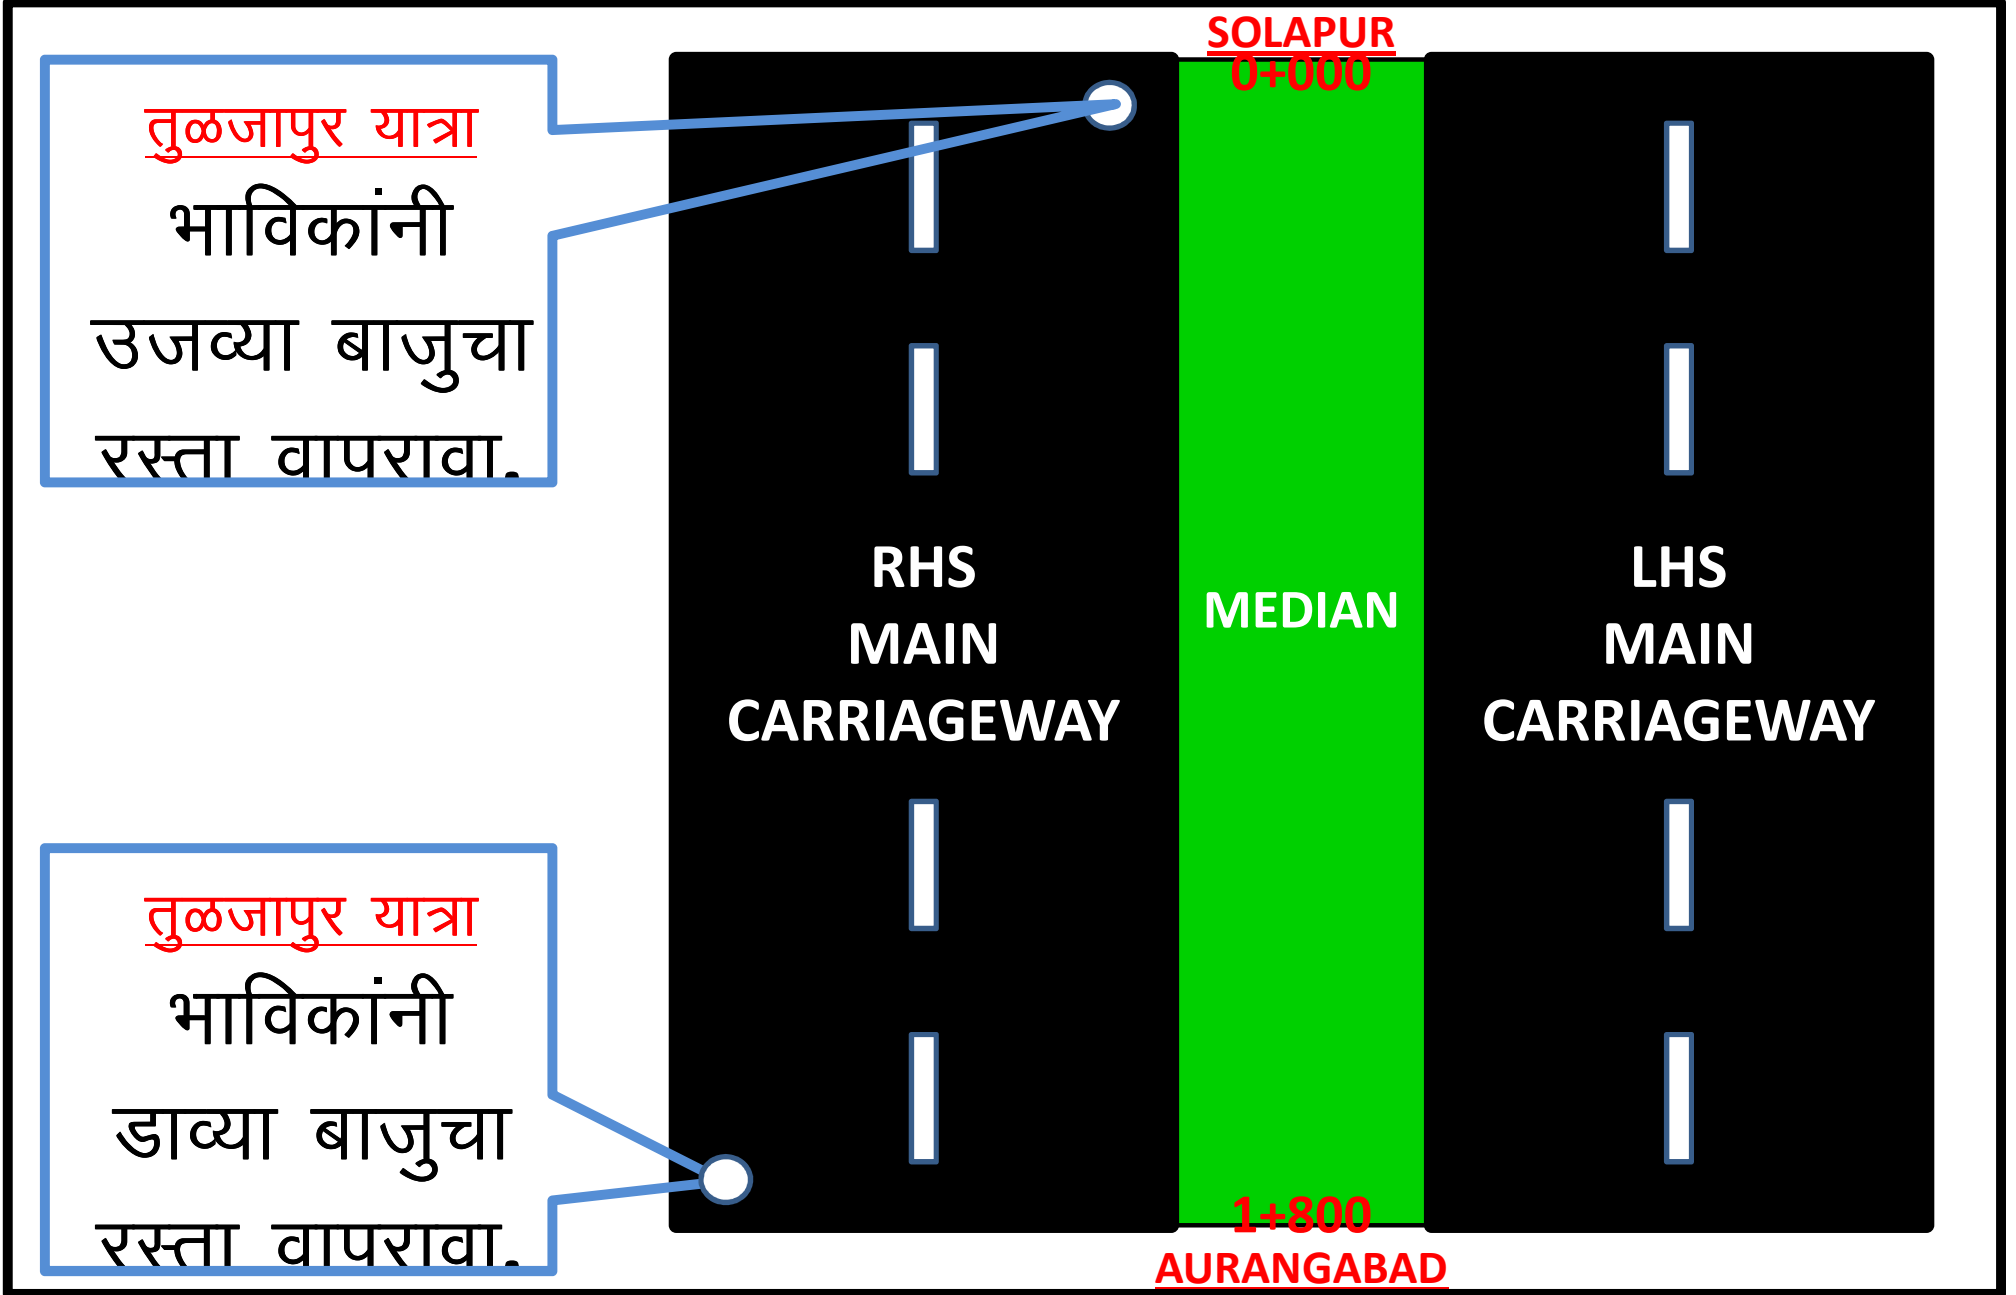 SOLAPUR
0+000
तुळजापुर यात्रा
भाविकांनी
उजव्या बाजुचा
रस्ता वापरावा.
RHS
MAIN
CARRIAGEWAY
MEDIAN
LHS
MAIN
CARRIAGEWAY
तुळजापुर यात्रा
भाविकांनी
डाव्या बाजुचा
रस्ता वापरावा.
1+800
AURANGABAD